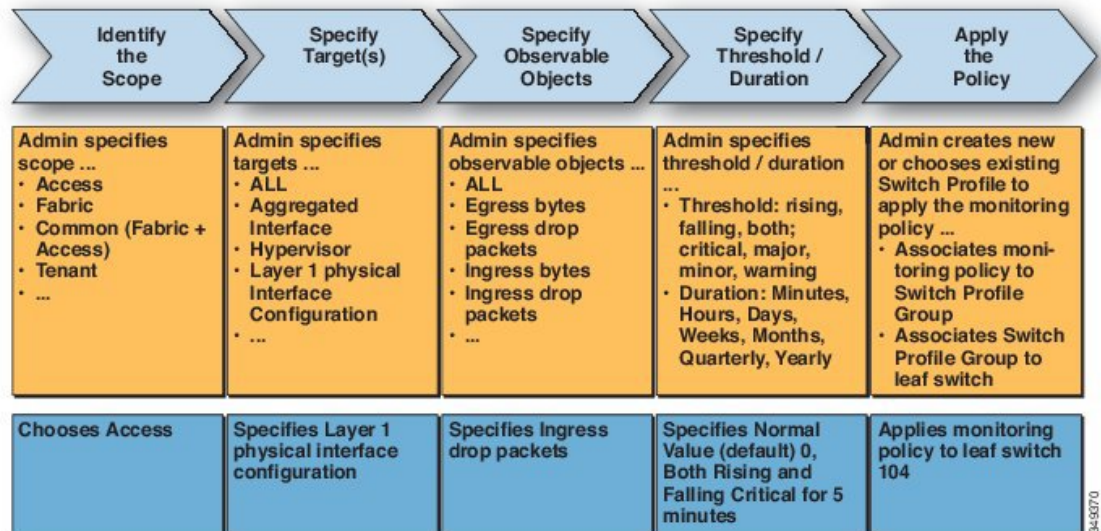 Identify
the
Scope
Specify
Target(s)
Specify
Observable
Objects
Specify
Threshold /
Duration
Apply
the
Policy
Admin specifies
scope ...
• Access
• Fabric
• Common (Fabric +
Access)
• Tenant
• ...
Admin specifies
targets ...
• ALL
• Aggregated
Interface
• Hypervisor
• Layer 1 physical
Interface
Configuration
• ...
Admin specifies
observable objects ...
• ALL
• Egress bytes
• Egress drop
packets
• Ingress bytes
• Ingress drop
packets
• ...
Admin specifies
threshold / duration
...
• Threshold: rising,
falling, both;
critical, major,
minor, warning
• Duration: Minutes,
Hours, Days,
Weeks, Months,
Quarterly, Yearly
Admin creates new
or chooses existing
Switch Profile to
apply the monitoring
policy ...
• Associates moni-
toring policy to
Switch Profile
Group
• Associates Switch
Profile Group to
leaf switch
Chooses Access
Specifies Layer 1
physical interface
configuration
Specifies Ingress
drop packets
Specifies Normal
Value (default) 0,
Both Rising and
Falling Critical for 5
minutes
Applies monitoring
policy to leaf switch
104
349370